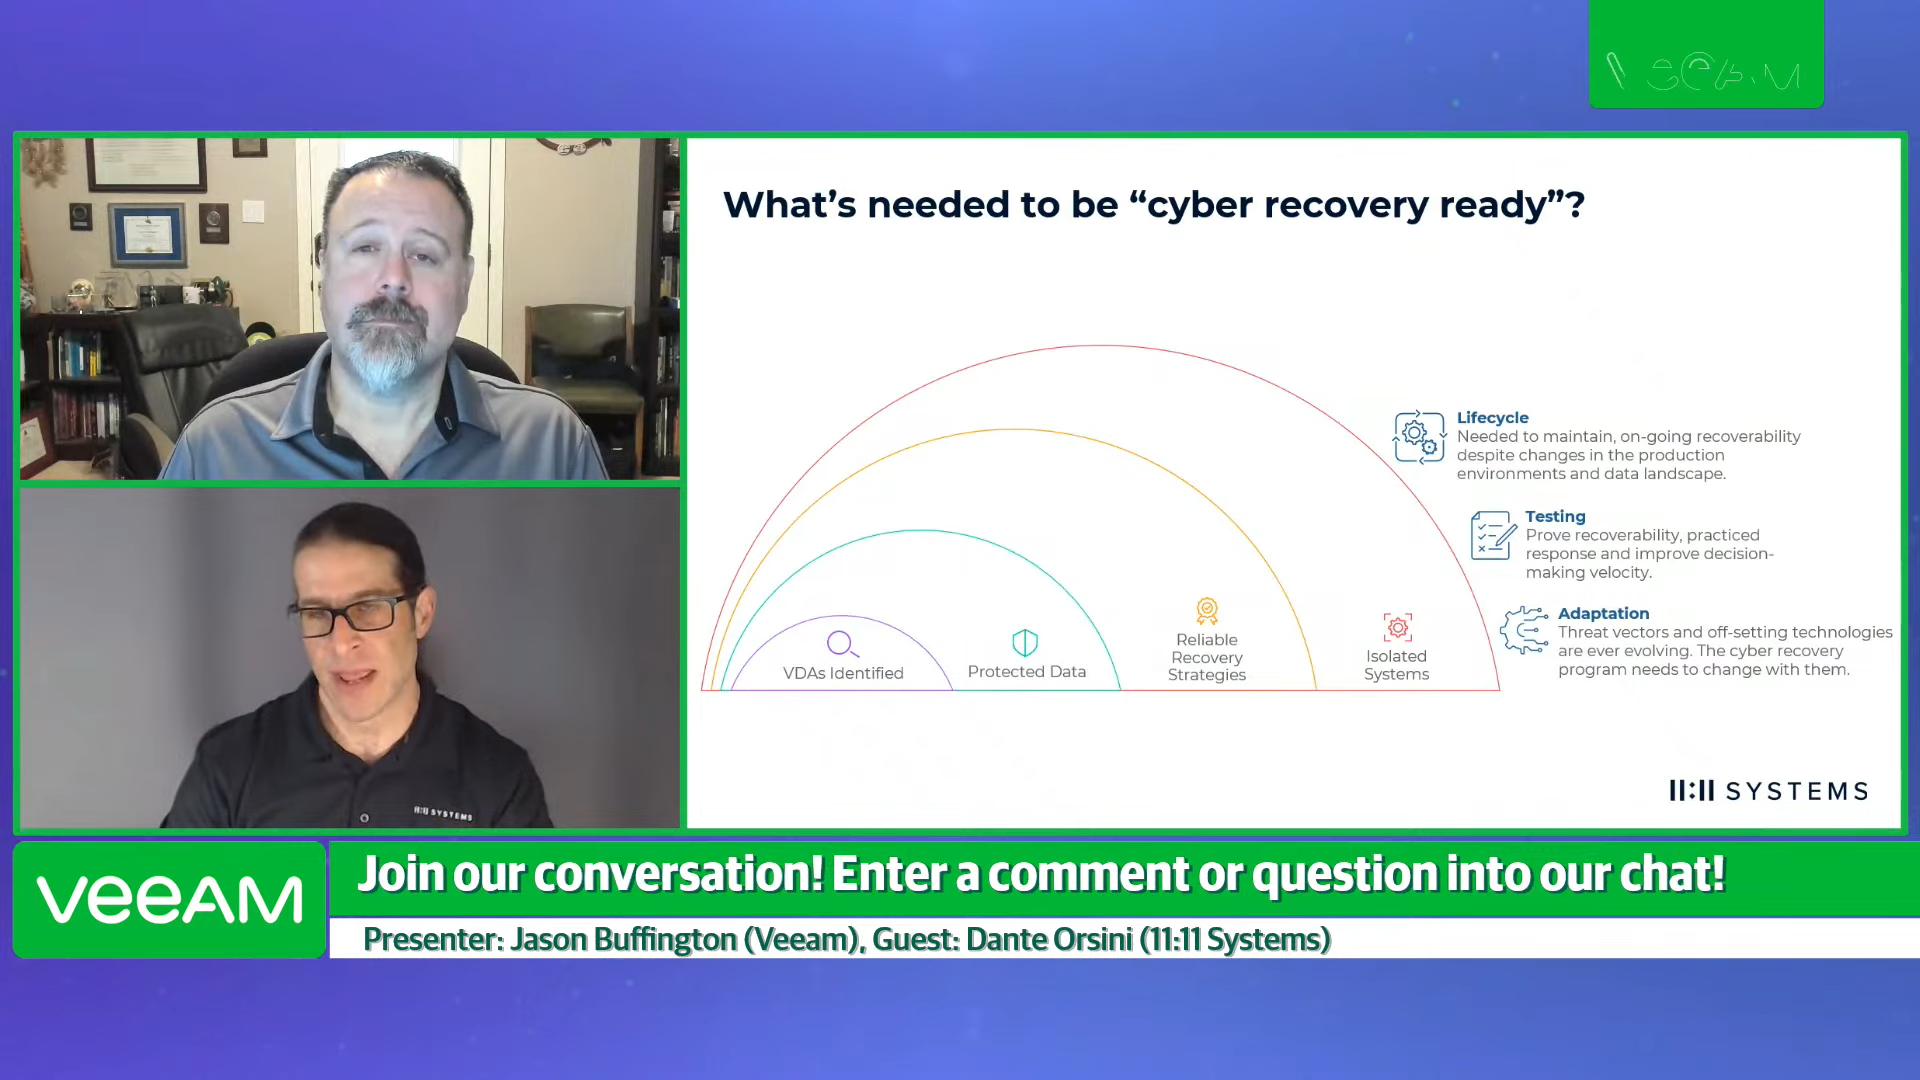 VEEAM
What's needed to be “cyber recovery ready”?
Lifecycle
Needed to maintain, on-going recoverability
despite changes in the production
environments and data landscape.
Testing
Prove recoverability, practiced
response and improve decision-
making velocity.
Adaptation
Threat vectors and off-setting technologies
are ever evolving. The cyber recovery
program needs to change with them.
VDAs Identified
Protected Data
Reliable
Recovery
Strategies
Isolated
Systems
11:11 SYSTEMS
11:11 SYSTEMS
VEEAM
Join our conversation! Enter a comment or question into our chat!
Presenter: Jason Buffington (Veeam), Guest: Dante Orsini (11:11 Systems)